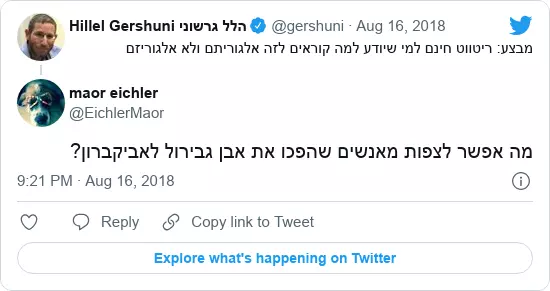 Hillel Gershuni הלל גרשוני @gershuni · Aug 16, 2018
מבצע: ריטווט חינם למי שיודע למה קוראים לזה אלגוריתם ולא אלגוריזם
maor eichler
@EichlerMaor
מה אפשר לצפות מאנשים שהפכו את אבן גבירול לאביקברון?
9:21 PM · Aug 16, 2018
Reply
Copy link to Tweet
Explore what's happening on Twitter